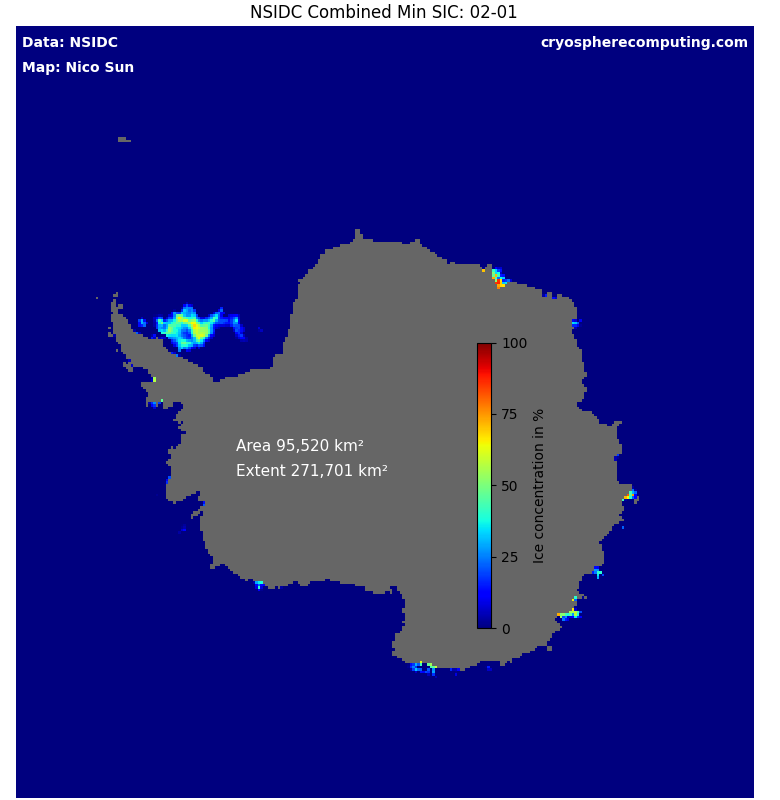 NSIDC Combined Min SIC: 02-01
Data: NSIDC
cryospherecomputing.com
Map: Nico Sun
100
75
50
25
0
Ice concentration in %
Area 95,520 km²
Extent 271,701 km²